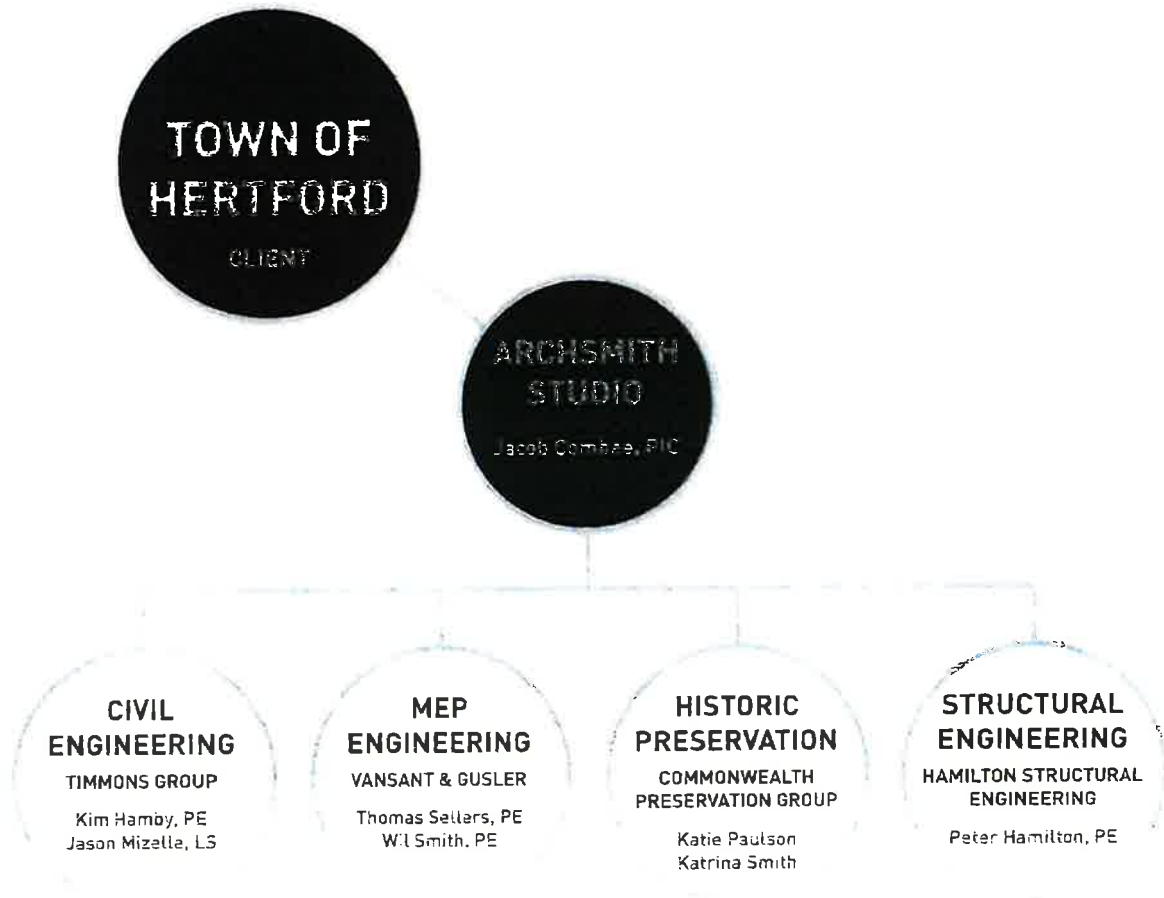 TOWN OF
HERTFORD
CLIENT
ARCHSMITH
STUDIO
Jacob Combee, PIC
CIVIL
ENGINEERING
TIMMONS GROUP
Kim Hamby, PE
Jason Mizelle, LS
MEP
ENGINEERING
VANSANT & GUSLER
Thomas Sellers, PE
Wil Smith, PE
HISTORIC
PRESERVATION
COMMONWEALTH
PRESERVATION GROUP
Katie Paulson
Katrina Smith
STRUCTURAL
ENGINEERING
HAMILTON STRUCTURAL
ENGINEERING
Peter Hamilton, PE